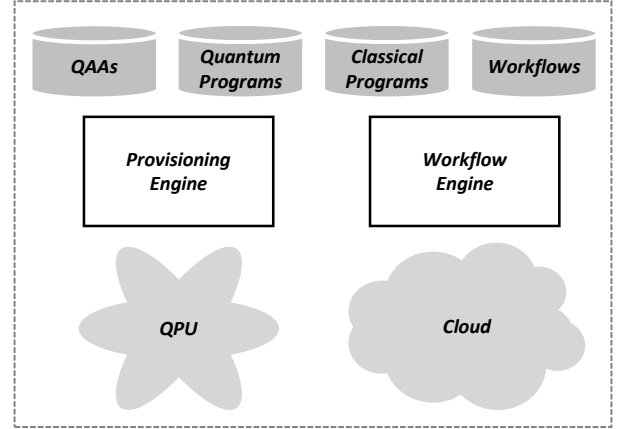 QAAs
Quantum
Programs
Classical
Programs
Workflows
Provisioning
Engine
Workflow
Engine
QPU
Cloud